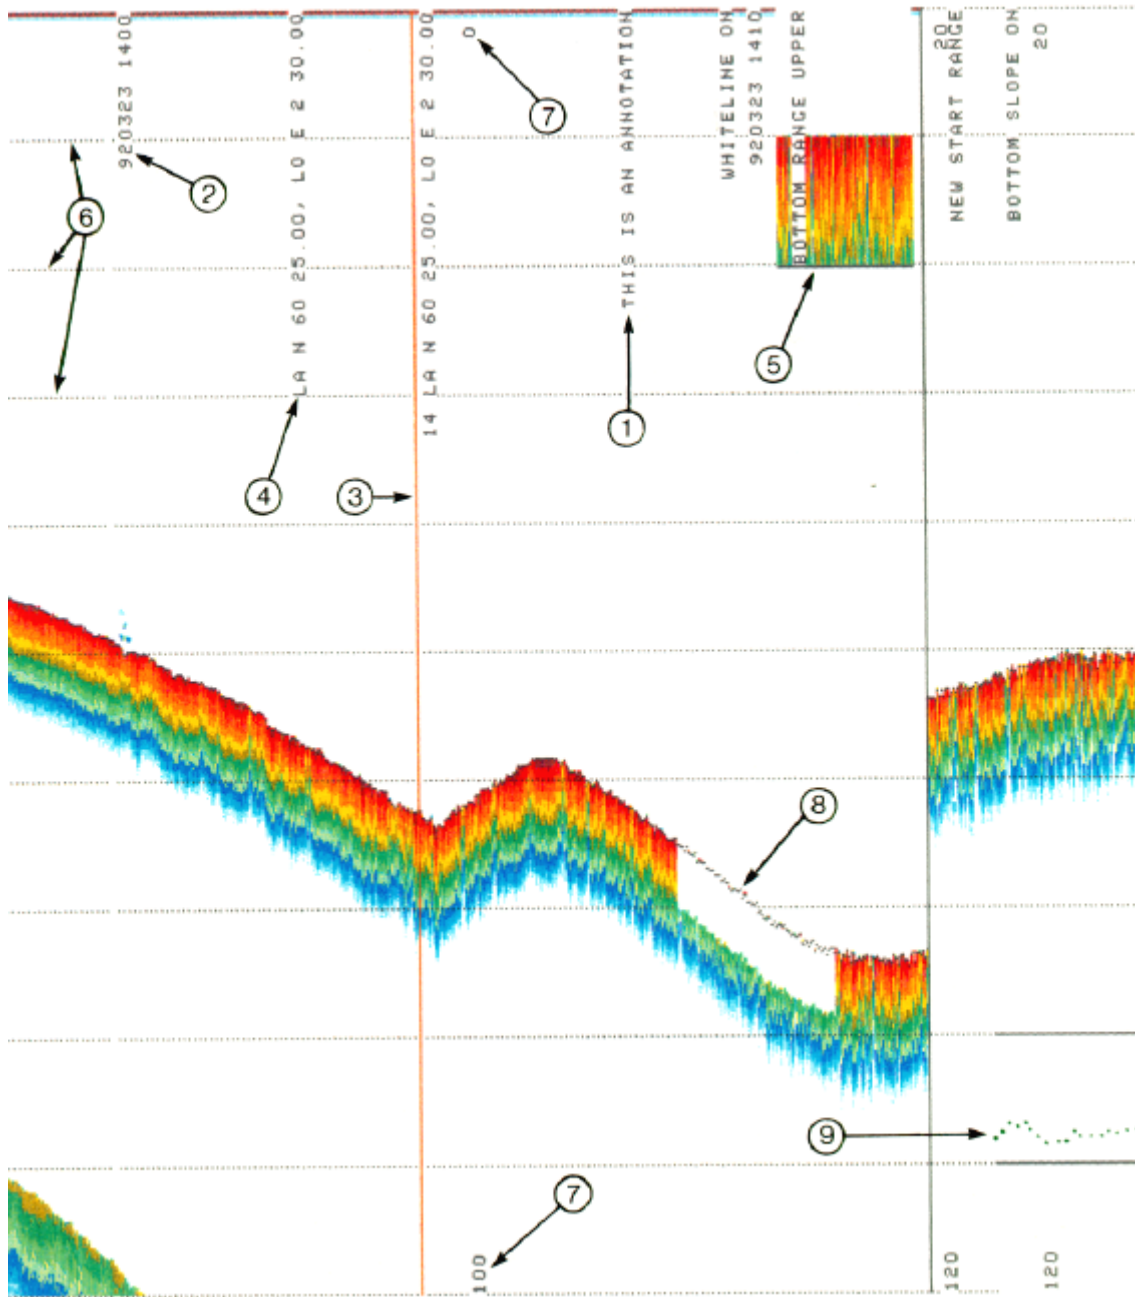 920323 1400
LA N 60 25.00, LO E 2 30.00
14 LA N 60 25.00, LO E 2 30.00
0
THIS IS AN ANNOTATION
WHITELINE ON
920323 1410
BOTTOM RANGE UPPER
20
NEW START RANGE
BOTTOM SLOPE ON
20
7
2
6
5
1
4
3
8
9
7
100
120
120